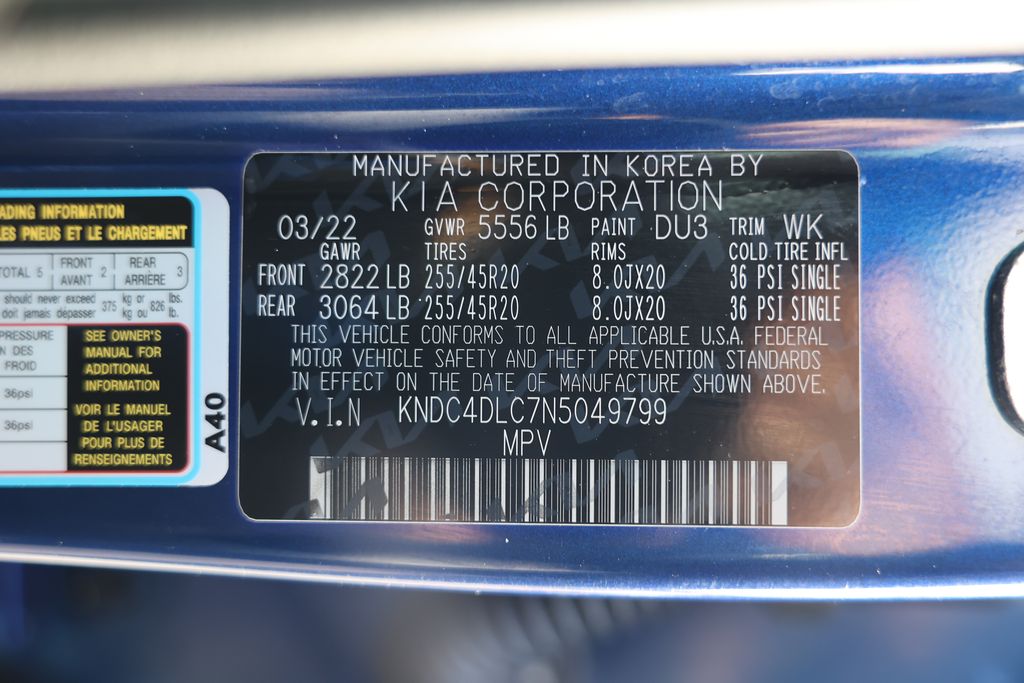 ADING INFORMATION
LES PNEUS ET LE CHARGEMENT
TOTAL 5 FRONT AVANT 2 REAR ARRIÈRE 3
should never exceed 375 kg or 826 lbs.
doit jamais dépasser kg ou lb.
PRESSURE
N DES
FROID
36psi
36psi
SEE OWNER'S
MANUAL FOR
ADDITIONAL
INFORMATION
VOIR LE MANUEL
DE L'USAGER
POUR PLUS DE
RENSEIGNEMENTS
A40
MANUFACTURED IN KOREA BY
KIA CORPORATION
03/22 GVWR 5556 LB PAINT DU3 TRIM WK
GAWR TIRES RIMS COLD TIRE INFL
FRONT 2822 LB 255/45R20 8.0JX20 36 PSI SINGLE
REAR 3064 LB 255/45R20 8.0JX20 36 PSI SINGLE
THIS VEHICLE CONFORMS TO ALL APPLICABLE U.S.A. FEDERAL
MOTOR VEHICLE SAFETY AND THEFT PREVENTION STANDARDS
IN EFFECT ON THE DATE OF MANUFACTURE SHOWN ABOVE.
V.I.N KNDC4DLC7N5049799
MPV